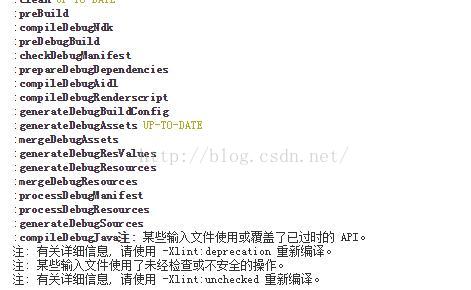 :clean UP-TO-DATE
:preBuild
:compileDebugNdk
:preDebugBuild
:checkDebugManifest
:prepareDebugDependencies
:compileDebugAidl
:compileDebugRenderscript
:generateDebugBuildConfig
:generateDebugAssets UP-TO-DATE
:mergeDebugAssets
:generateDebugResValues
http://blog.csdn.net/
:generateDebugResources
:mergeDebugResources
:processDebugManifest
:processDebugResources
:generateDebugSources
:compileDebugJava注: 某些输入文件使用或覆盖了已过时的 API。
注: 有关详细信息, 请使用 -Xlint:deprecation 重新编译。
注: 某些输入文件使用了未经检查或不安全的操作。
注: 有关详细信息, 请使用 -Xlint:unchecked 重新编译。